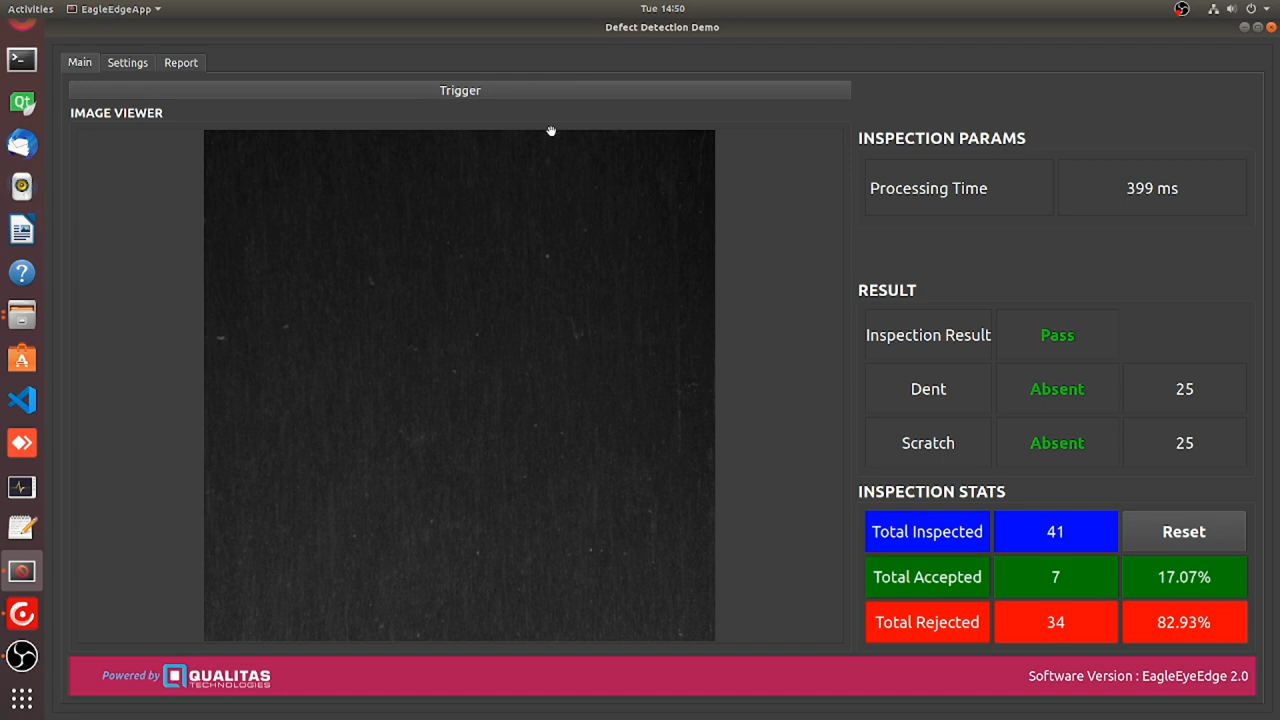 Activities EagleEdgeApp Tue 14:50
Defect Detection Demo
Main Settings Report
Trigger
IMAGE VIEWER
INSPECTION PARAMS
Processing Time 399 ms
RESULT
Inspection Result Pass
Dent Absent 25
Scratch Absent 25
INSPECTION STATS
Total Inspected 41 Reset
Total Accepted 7 17.07%
Total Rejected 34 82.93%
Powered by QUALITAS TECHNOLOGIES Software Version : EagleEyeEdge 2.0